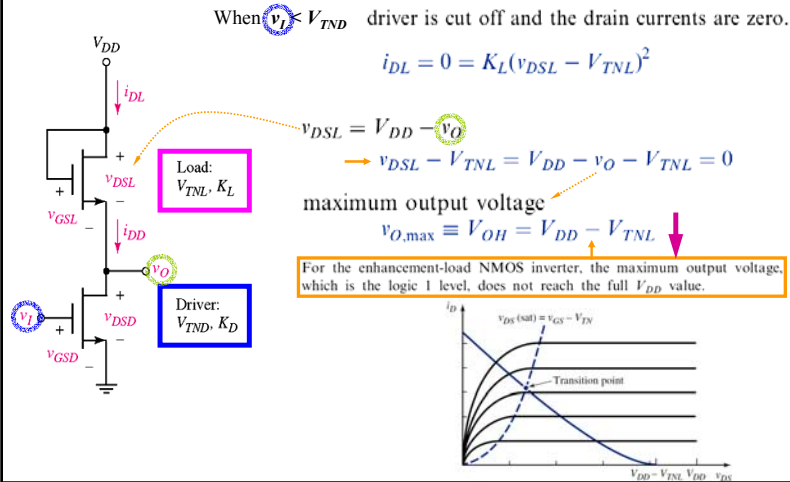 When v_I < V_TND driver is cut off and the drain currents are zero.
i_DL = 0 = K_L(v_DSL − V_TNL)²
V_DD
i_DL
v_DSL = V_DD − v_O
v_DSL − V_TNL = V_DD − v_O − V_TNL = 0
+
v_DSL
−
+
v_GSL
−
Load:
V_TNL, K_L
maximum output voltage
v_O,max ≡ V_OH = V_DD − V_TNL
i_DD
v_O
For the enhancement-load NMOS inverter, the maximum output voltage,
which is the logic 1 level, does not reach the full V_DD value.
v_I
+
v_DSD
−
+
v_GSD
−
Driver:
V_TND, K_D
i_D
v_DS (sat) = v_GS − V_TN
Transition point
V_DD − V_TNL V_DD v_DS